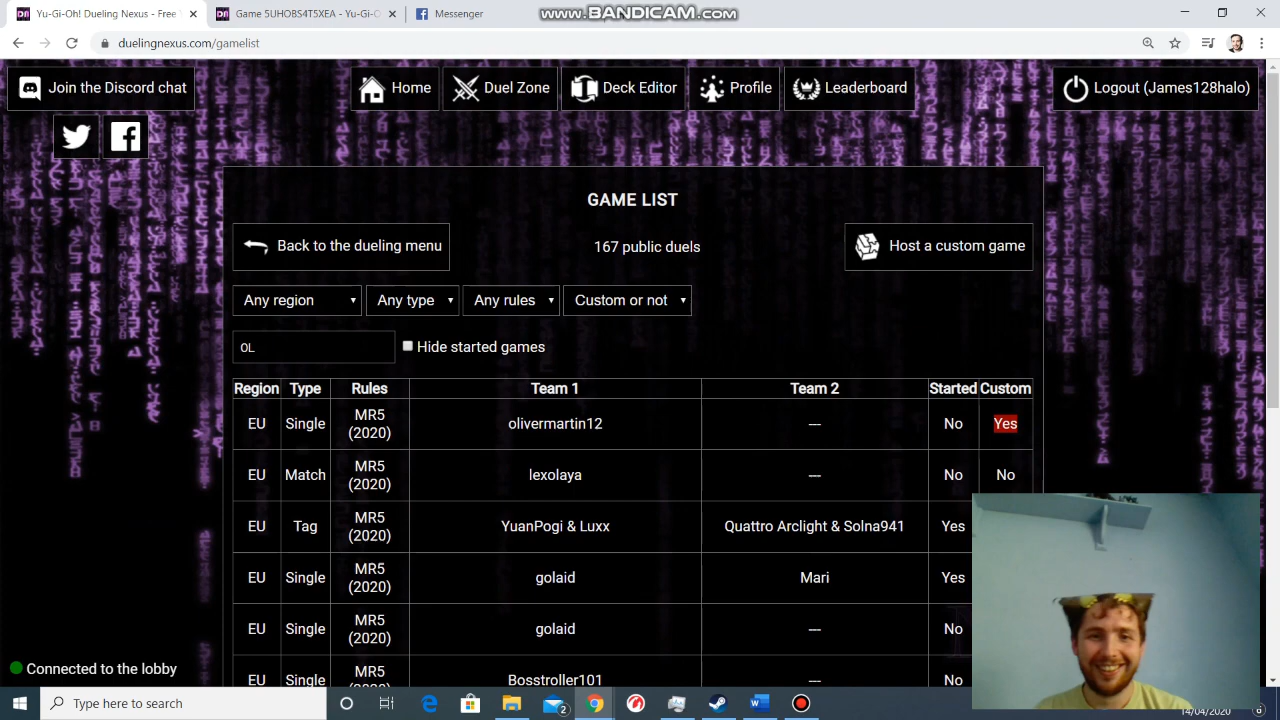 Yu-Gi-Oh! Dueling Nexus - Free
Game 5UHOBS4T5XEA - Yu-Gi-O
Messenger
www.BANDICAM.com
duelingnexus.com/gamelist
Join the Discord chat
Home
Duel Zone
Deck Editor
Profile
Leaderboard
Logout (James128halo)
GAME LIST
Back to the dueling menu
167 public duels
Host a custom game
Any region
Any type
Any rules
Custom or not
OL
Hide started games
Region Type Rules Team 1 Team 2 Started Custom
EU Single MR5 (2020) olivermartin12 --- No Yes
EU Match MR5 (2020) lexolaya --- No No
EU Tag MR5 (2020) YuanPogi & Luxx Quattro Arclight & Solna941 Yes
EU Single MR5 (2020) golaid Mari Yes
EU Single MR5 (2020) golaid --- No
EU Single MR5 Bosstroller101 --- No
Connected to the lobby
Type here to search
2
14/04/2020
6